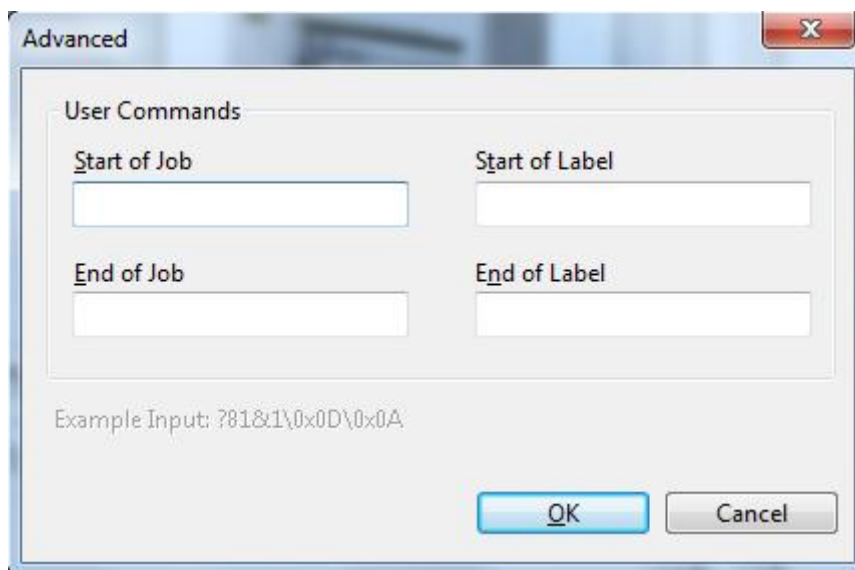 Advanced
User Commands
Start of Job
Start of Label
End of Job
End of Label
Example Input: ?81&1\0x0D\0x0A
OK
Cancel